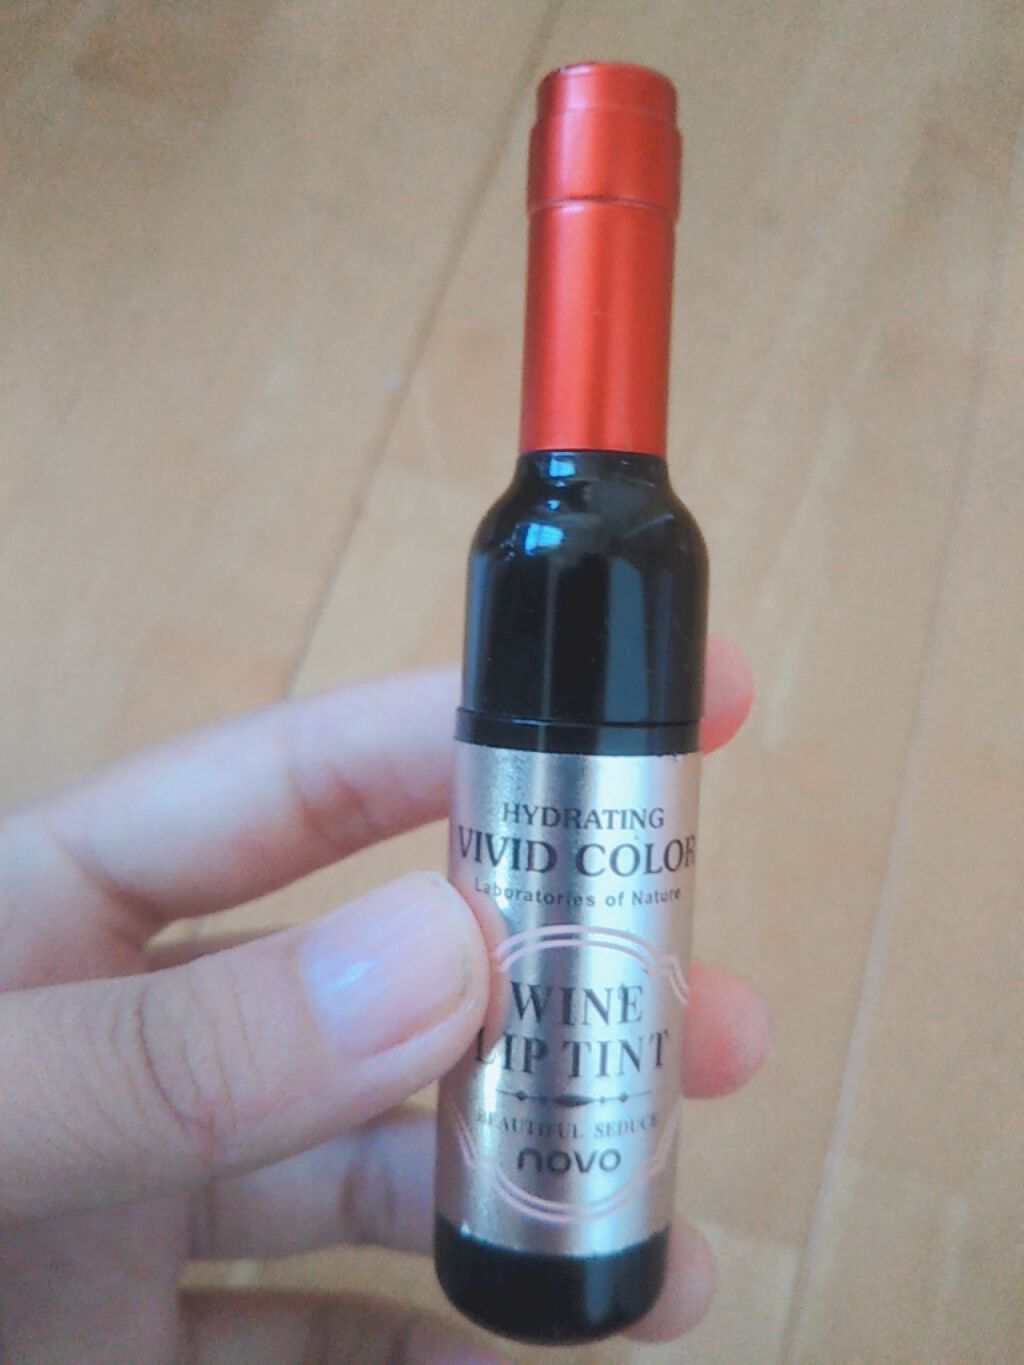 HYDRATING
VIVID COLOR
Laboratories of Nature
WINE
LIP TINT
BEAUTIFUL SEDUCE
novo